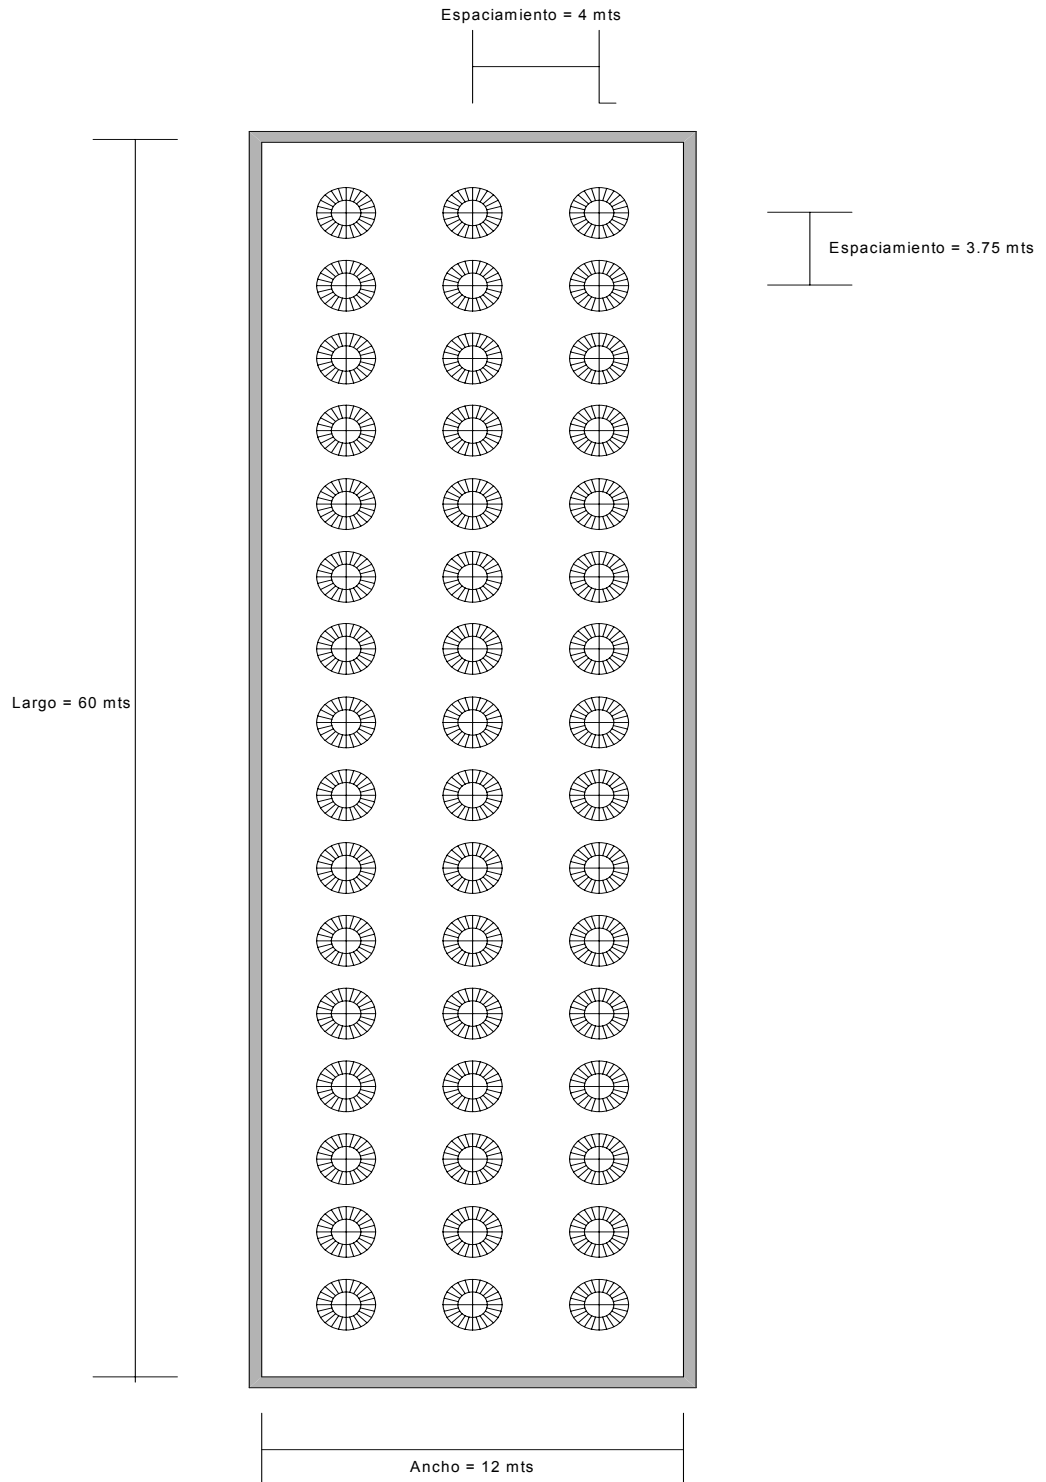 Espaciamiento = 4 mts
Espaciamiento = 3.75 mts
Largo = 60 mts
Ancho = 12 mts